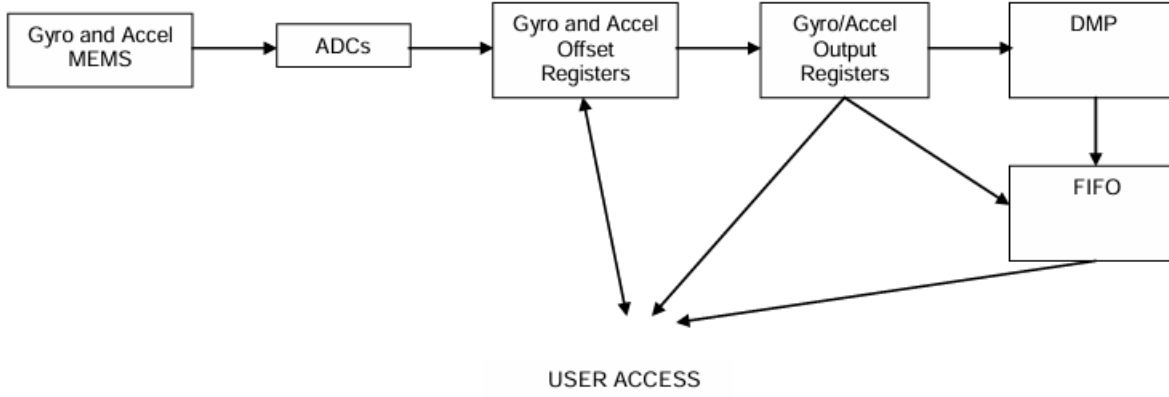 Gyro and Accel
MEMS
ADCs
Gyro and Accel
Offset
Registers
Gyro/Accel
Output
Registers
DMP
FIFO
USER ACCESS